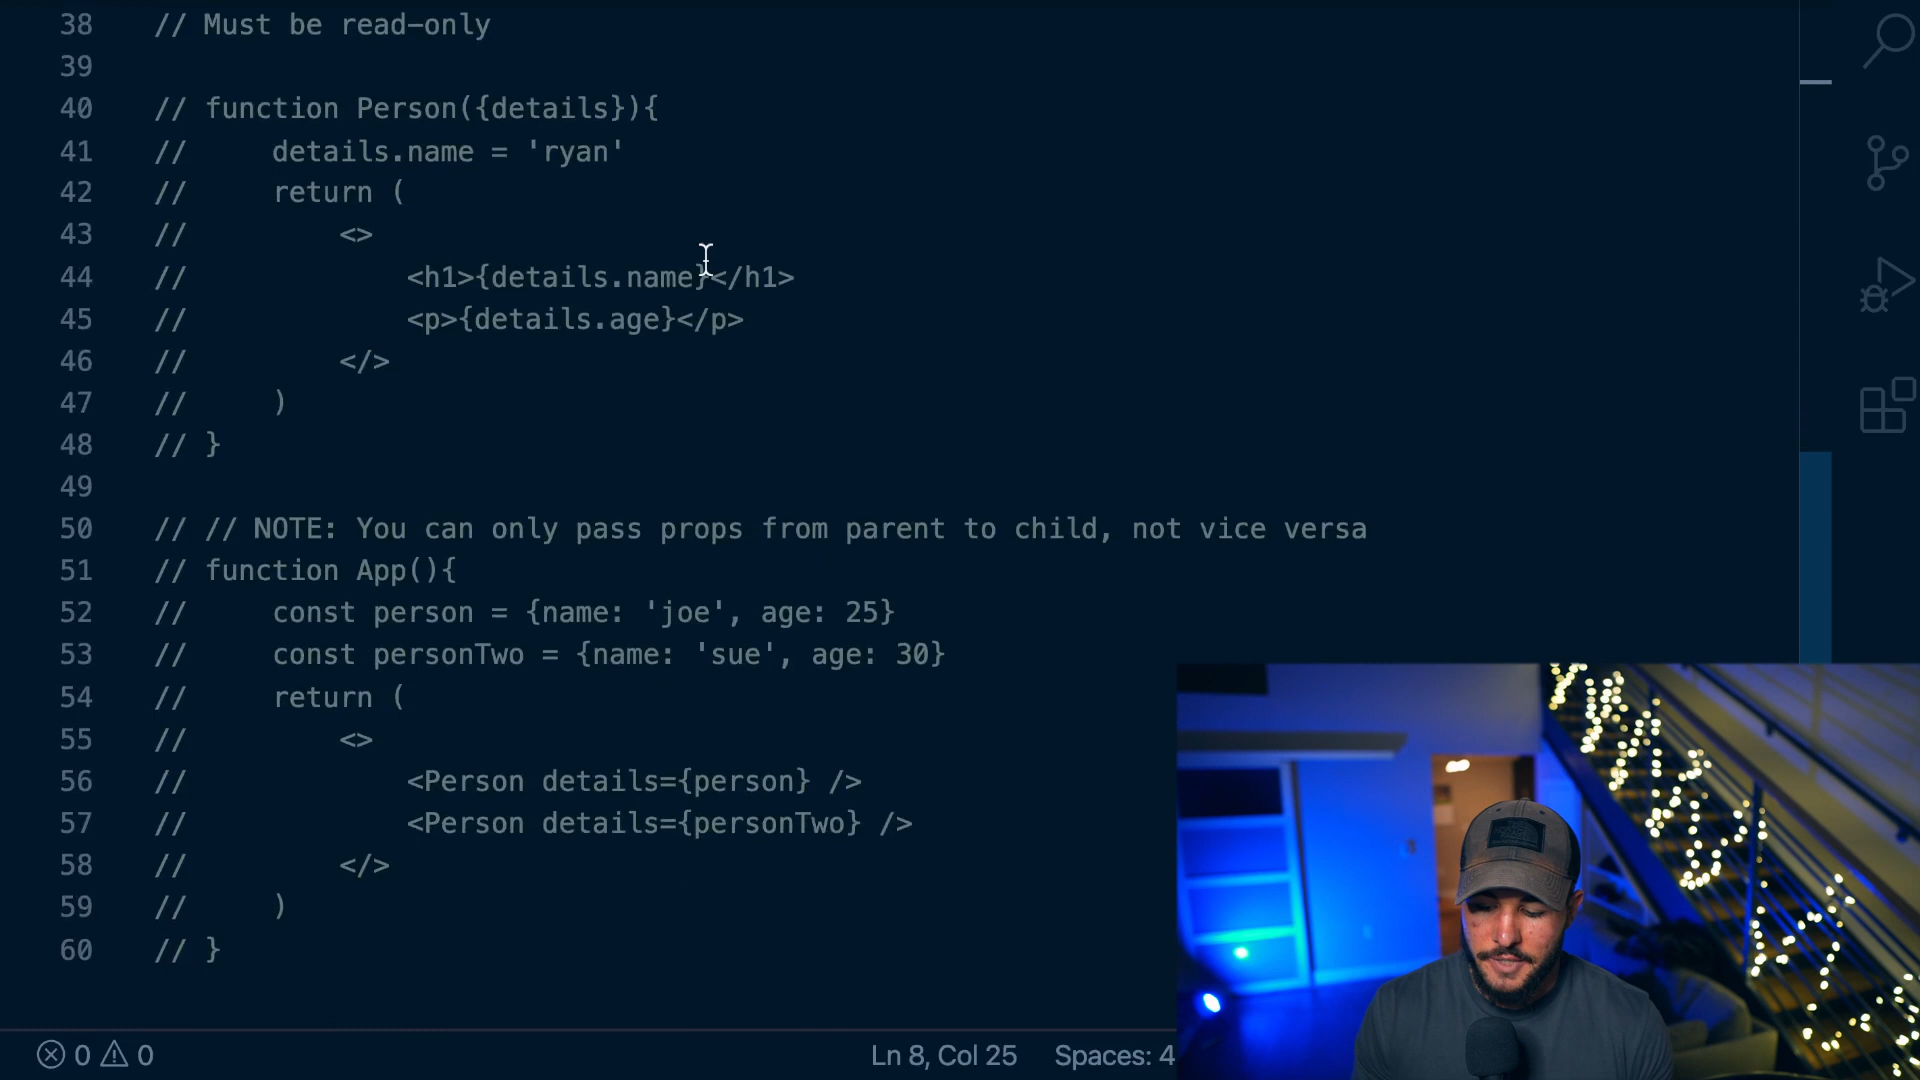 38 // Must be read-only
39
40 // function Person({details}){
41 //     details.name = 'ryan'
42 //     return (
43 //         <>
44 //             <h1>{details.name}</h1>
45 //             <p>{details.age}</p>
46 //         </>
47 //     )
48 // }
49
50 // // NOTE: You can only pass props from parent to child, not vice versa
51 // function App(){
52 //     const person = {name: 'joe', age: 25}
53 //     const personTwo = {name: 'sue', age: 30}
54 //     return (
55 //         <>
56 //             <Person details={person} />
57 //             <Person details={personTwo} />
58 //         </>
59 //     )
60 // }
0 0 Ln 8, Col 25 Spaces: 4